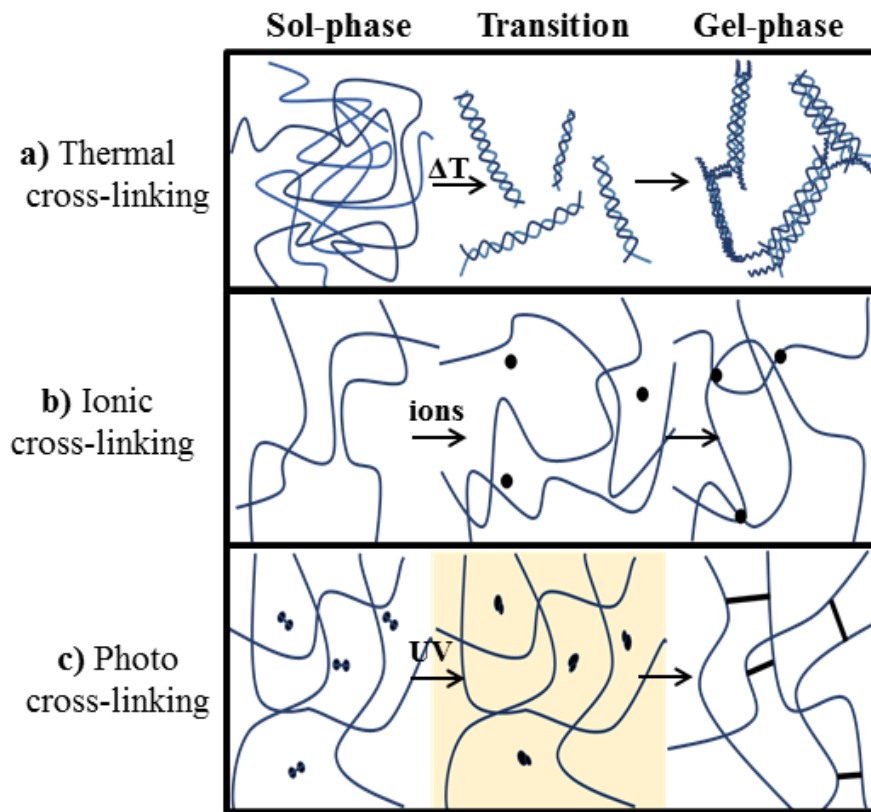 Sol-phase Transition Gel-phase
a) Thermal
cross-linking
ΔT
b) Ionic
cross-linking
ions
c) Photo
cross-linking
UV